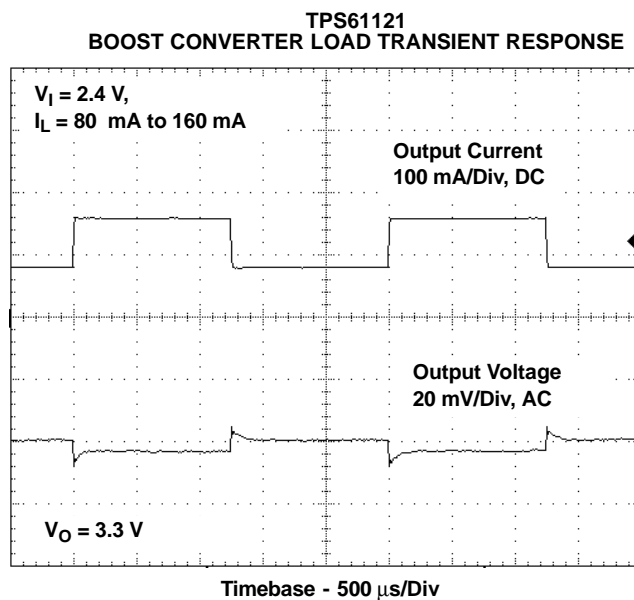 TPS61121
BOOST CONVERTER LOAD TRANSIENT RESPONSE
VI = 2.4 V,
IL = 80 mA to 160 mA
Output Current
100 mA/Div, DC
Output Voltage
20 mV/Div, AC
VO = 3.3 V
Timebase - 500 μs/Div